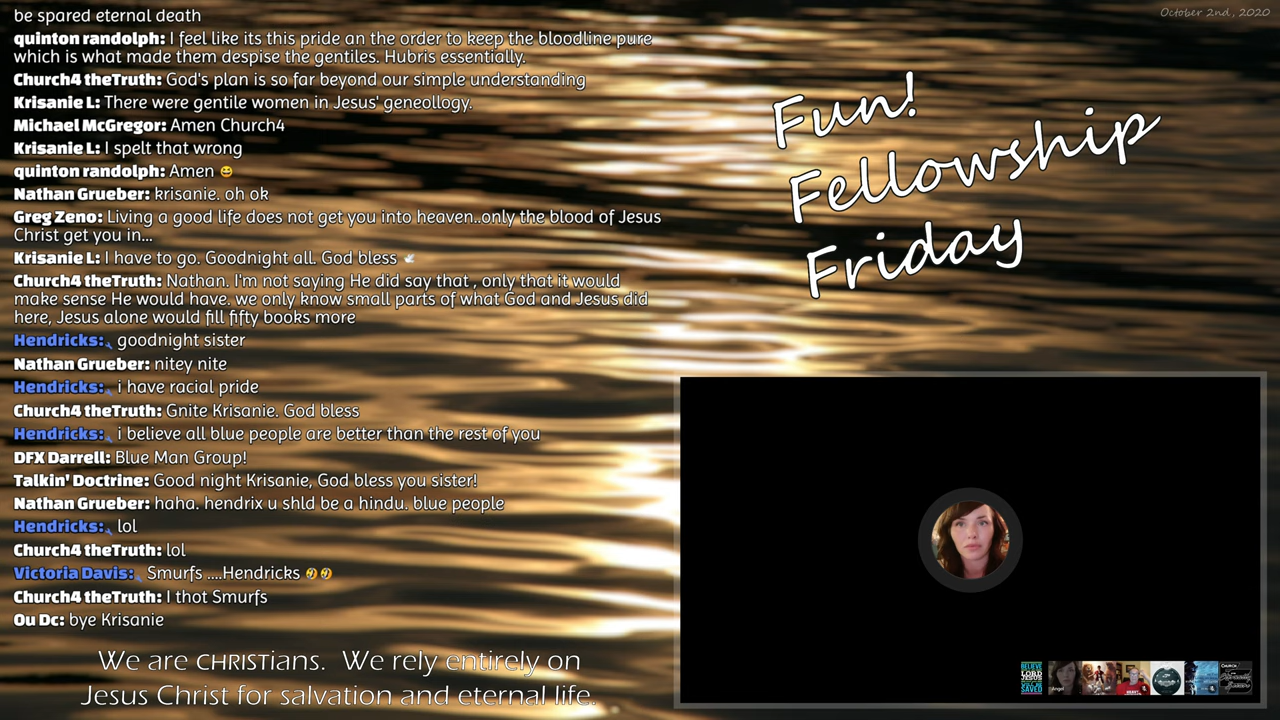 be spared eternal death
quinton randolph: I feel like its this pride an the order to keep the bloodline pure
which is what made them despise the gentiles. Hubris essentially.
Church4 theTruth: God's plan is so far beyond our simple understanding
Krisanie L: There were gentile women in Jesus' geneollogy.
Michael McGregor: Amen Church4
Krisanie L: I spelt that wrong
quinton randolph: Amen 😄
Nathan Grueber: krisanie. oh ok
Greg Zeno: Living a good life does not get you into heaven..only the blood of Jesus
Christ get you in...
Krisanie L: I have to go. Goodnight all. God bless 🕊
Church4 theTruth: Nathan. I'm not saying He did say that , only that it would
make sense He would have. we only know small parts of what God and Jesus did
here, Jesus alone would fill fifty books more
Hendricks: goodnight sister
Nathan Grueber: nitey nite
Hendricks: i have racial pride
Church4 theTruth: Gnite Krisanie. God bless
Hendricks: i believe all blue people are better than the rest of you
DFX Darrell: Blue Man Group!
Talkin' Doctrine: Good night Krisanie, God bless you sister!
Nathan Grueber: haha. hendrix u shld be a hindu. blue people
Hendricks: lol
Church4 theTruth: lol
Victoria Davis: Smurfs ....Hendricks 🤣🤣
Church4 theTruth: I thot Smurfs
Ou Dc: bye Krisanie
We are CHRISTians. We rely entirely on
Jesus Christ for salvation and eternal life.
October 2nd, 2020
Fun!
Fellowship
Friday
BELIEVE
LORD
JESUS
SAVED
Angel